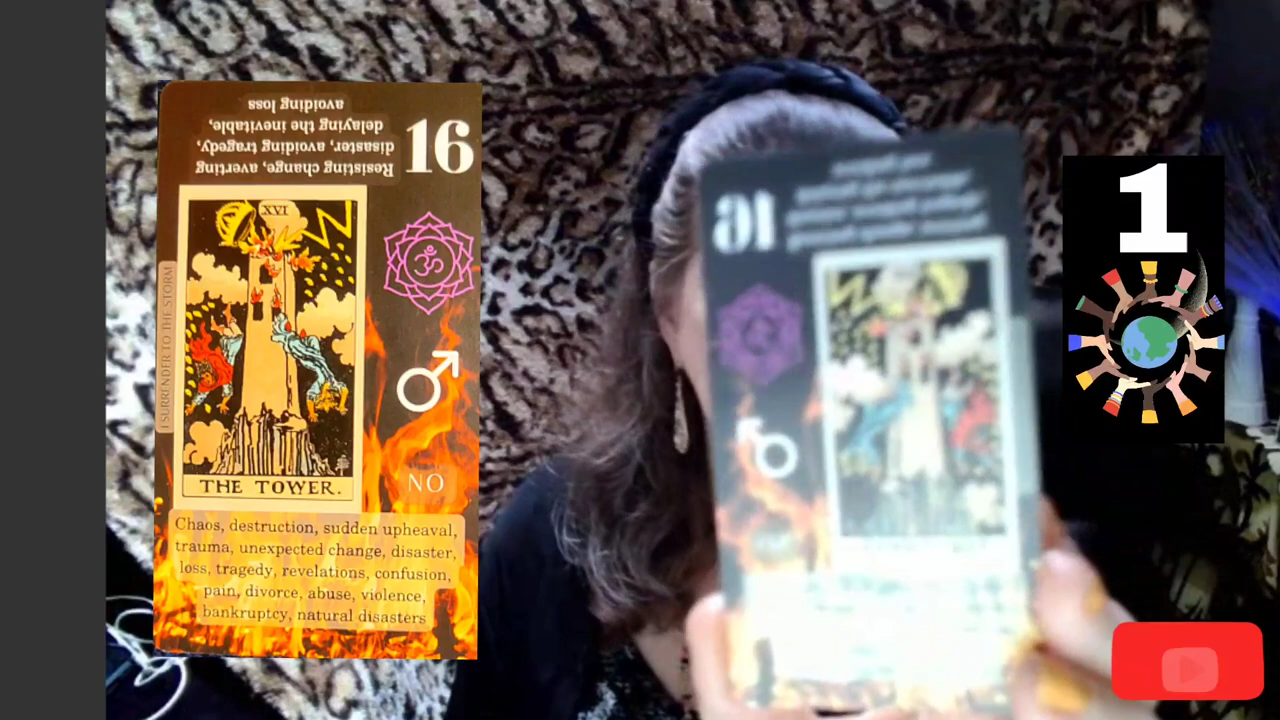 Resisting change, averting
disaster, avoiding tragedy,
delaying the inevitable,
avoiding loss
16
XVI
I SURRENDER TO THE STORM
THE TOWER.
NO
Chaos, destruction, sudden upheaval,
trauma, unexpected change, disaster,
loss, tragedy, revelations, confusion,
pain, divorce, abuse, violence,
bankruptcy, natural disasters
16
1